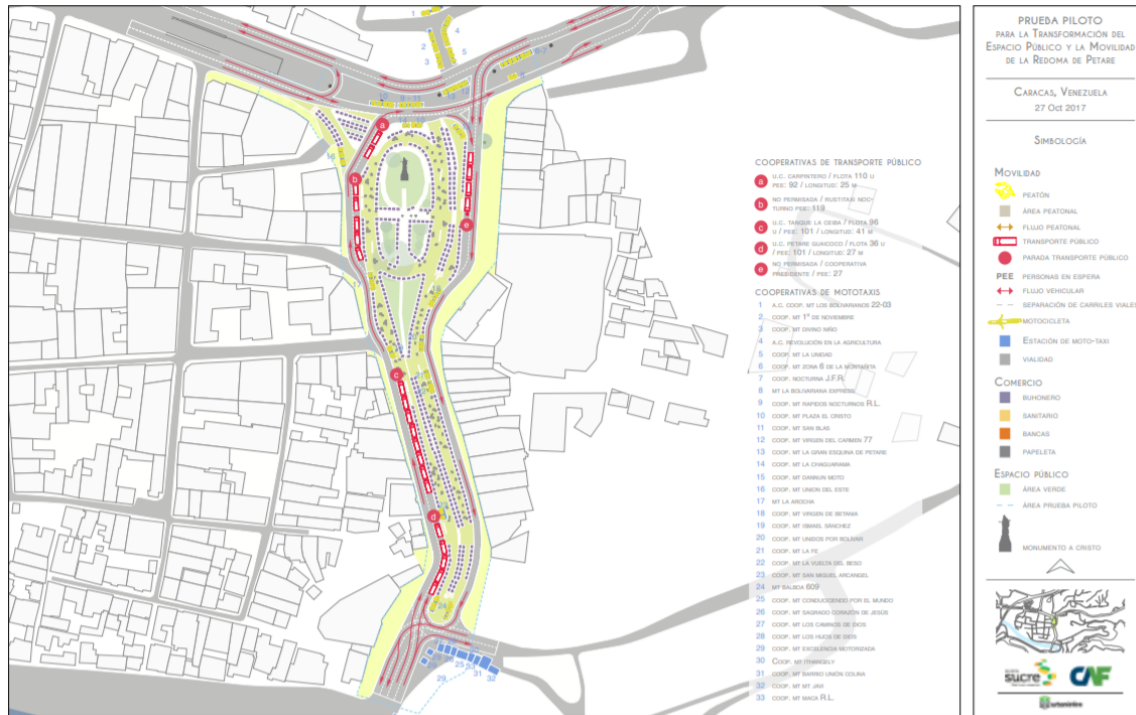 COOPERATIVAS DE TRANSPORTE PÚBLICO
a U.C. CARPINTERO / FLOTA 110 U
PEE: 92 / LONGITUD: 25 M
b NO PERMISADA / RUSTITAXI NOC-
TURNO PEE: 119
c U.C. TANQUE LA CEIBA / FLOTA 96
U / PEE: 101 / LONGITUD: 41 M
d U.C. PETARE GUAICOCO / FLOTA 36 U
/ PEE: 101 / LONGITUD: 27 M
e NO PERMISADA / COOPERATIVA
PRESIDENTE / PEE: 27
COOPERATIVAS DE MOTOTAXIS
1 A.C. COOP. MT LOS BOLIVARIANOS 22-03
2 COOP. MT 1º DE NOVIEMBRE
3 COOP. MT DIVINO NIÑO
4 A.C. REVOLUCIÓN EN LA AGRICULTURA
5 COOP. MT LA UNIDAD
6 COOP. MT ZONA 6 DE LA MONTAÑITA
7 COOP. NOCTURNA J.F.R.
8 MT LA BOLIVARIANA EXPRESS
9 COOP. MT RAPIDOS NOCTURNOS R.L.
10 COOP. MT PLAZA EL CRISTO
11 COOP. MT SAN BLAS
12 COOP. MT VIRGEN DEL CARMEN 77
13 COOP. MT LA GRAN ESQUINA DE PETARE
14 COOP. MT LA CHAGUARAMA
15 COOP. MT DANNUN MOTO
16 COOP. MT UNION DEL ESTE
17 MT LA AROCHA
18 COOP. MT VIRGEN DE BETANIA
19 COOP. MT ISMAEL SÁNCHEZ
20 COOP. MT UNIDOS POR BOLÍVAR
21 COOP. MT LA FE
22 COOP. MT LA VUELTA DEL BESO
23 COOP. MT SAN MIGUEL ARCANGEL
24 MT BALBOA 609
25 COOP. MT CONDUCIENDO POR EL MUNDO
26 COOP. MT SAGRADO CORAZÓN DE JESÚS
27 COOP. MT LOS CAMINOS DE DIOS
28 COOP. MT LOS HIJOS DE DIOS
29 COOP. MT EXCELENCIA MOTORIZADA
30 COOP. MT
31 COOP. MT BARRIO UNIÓN COLINA
32 COOP. MT MT JAVI
33 COOP. MT MACA R.L.
PRUEBA PILOTO
PARA LA TRANSFORMACIÓN DEL
ESPACIO PÚBLICO Y LA MOVILIDAD
DE LA REDOMA DE PETARE
CARACAS, VENEZUELA
27 Oct 2017
SIMBOLOGÍA
MOVILIDAD
PEATÓN
ÁREA PEATONAL
FLUJO PEATONAL
TRANSPORTE PÚBLICO
PARADA TRANSPORTE PÚBLICO
PEE PERSONAS EN ESPERA
FLUJO VEHICULAR
SEPARACIÓN DE CARRILES VIALES
MOTOCICLETA
ESTACIÓN DE MOTO-TAXI
VIALIDAD
COMERCIO
BUHONERO
SANITARIO
BANCAS
PAPELETA
ESPACIO PÚBLICO
ÁREA VERDE
ÁREA PRUEBA PILOTO
MONUMENTO A CRISTO
sucre
CAF